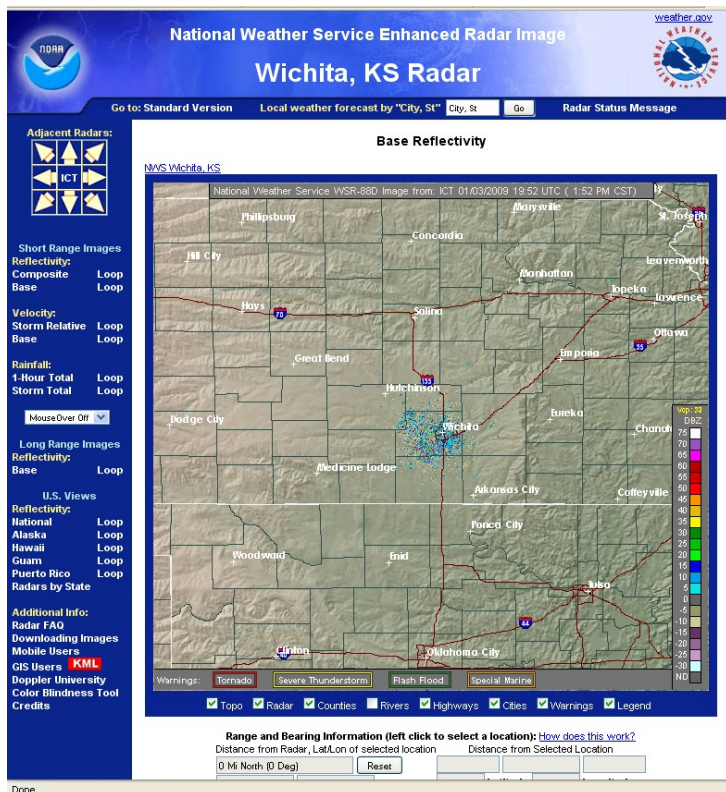 weather.gov
NOAA
National Weather Service Enhanced Radar Image
NATIONAL WEATHER SERVICE
Wichita, KS Radar
Go to: Standard Version Local weather forecast by "City, St" City, St Go Radar Status Message
Adjacent Radars:
ICT
Short Range Images
Reflectivity:
Composite Loop
Base Loop
Velocity:
Storm Relative Loop
Base Loop
Rainfall:
1-Hour Total Loop
Storm Total Loop
MouseOver Off
Long Range Images
Reflectivity:
Base Loop
U.S. Views
Reflectivity:
National Loop
Alaska Loop
Hawaii Loop
Guam Loop
Puerto Rico Loop
Radars by State
Additional Info:
Radar FAQ
Downloading Images
Mobile Users
GIS Users KML
Doppler University
Color Blindness Tool
Credits
Base Reflectivity
NWS Wichita, KS
National Weather Service WSR-88D Image from: ICT 01/03/2009 19:52 UTC ( 1:52 PM CST)
Marysville
Phillipsburg
St. Joseph
Concordia
Hill City
Leavenworth
Manhattan
Topeka
Lawrence
Hays
70
Salina
Ottawa
35
Emporia
Great Bend
135
Hutchinson
Dodge City
Wichita
Eureka
Chanut
Medicine Lodge
Arkansas City
Coffeyville
Ponca City
Woodward
Enid
Tulsa
44
Clinton
Oklahoma City
Vcp: 32
DBZ
75
70
65
60
55
50
45
40
35
30
25
20
15
10
5
0
-5
-10
-15
-20
-25
-30
ND
Warnings: Tornado Severe Thunderstorm Flash Flood Special Marine
Topo Radar Counties Rivers Highways Cities Warnings Legend
Range and Bearing Information (left click to select a location): How does this work?
Distance from Radar, Lat/Lon of selected location Distance from Selected Location
0 Mi North (0 Deg) Reset
Done